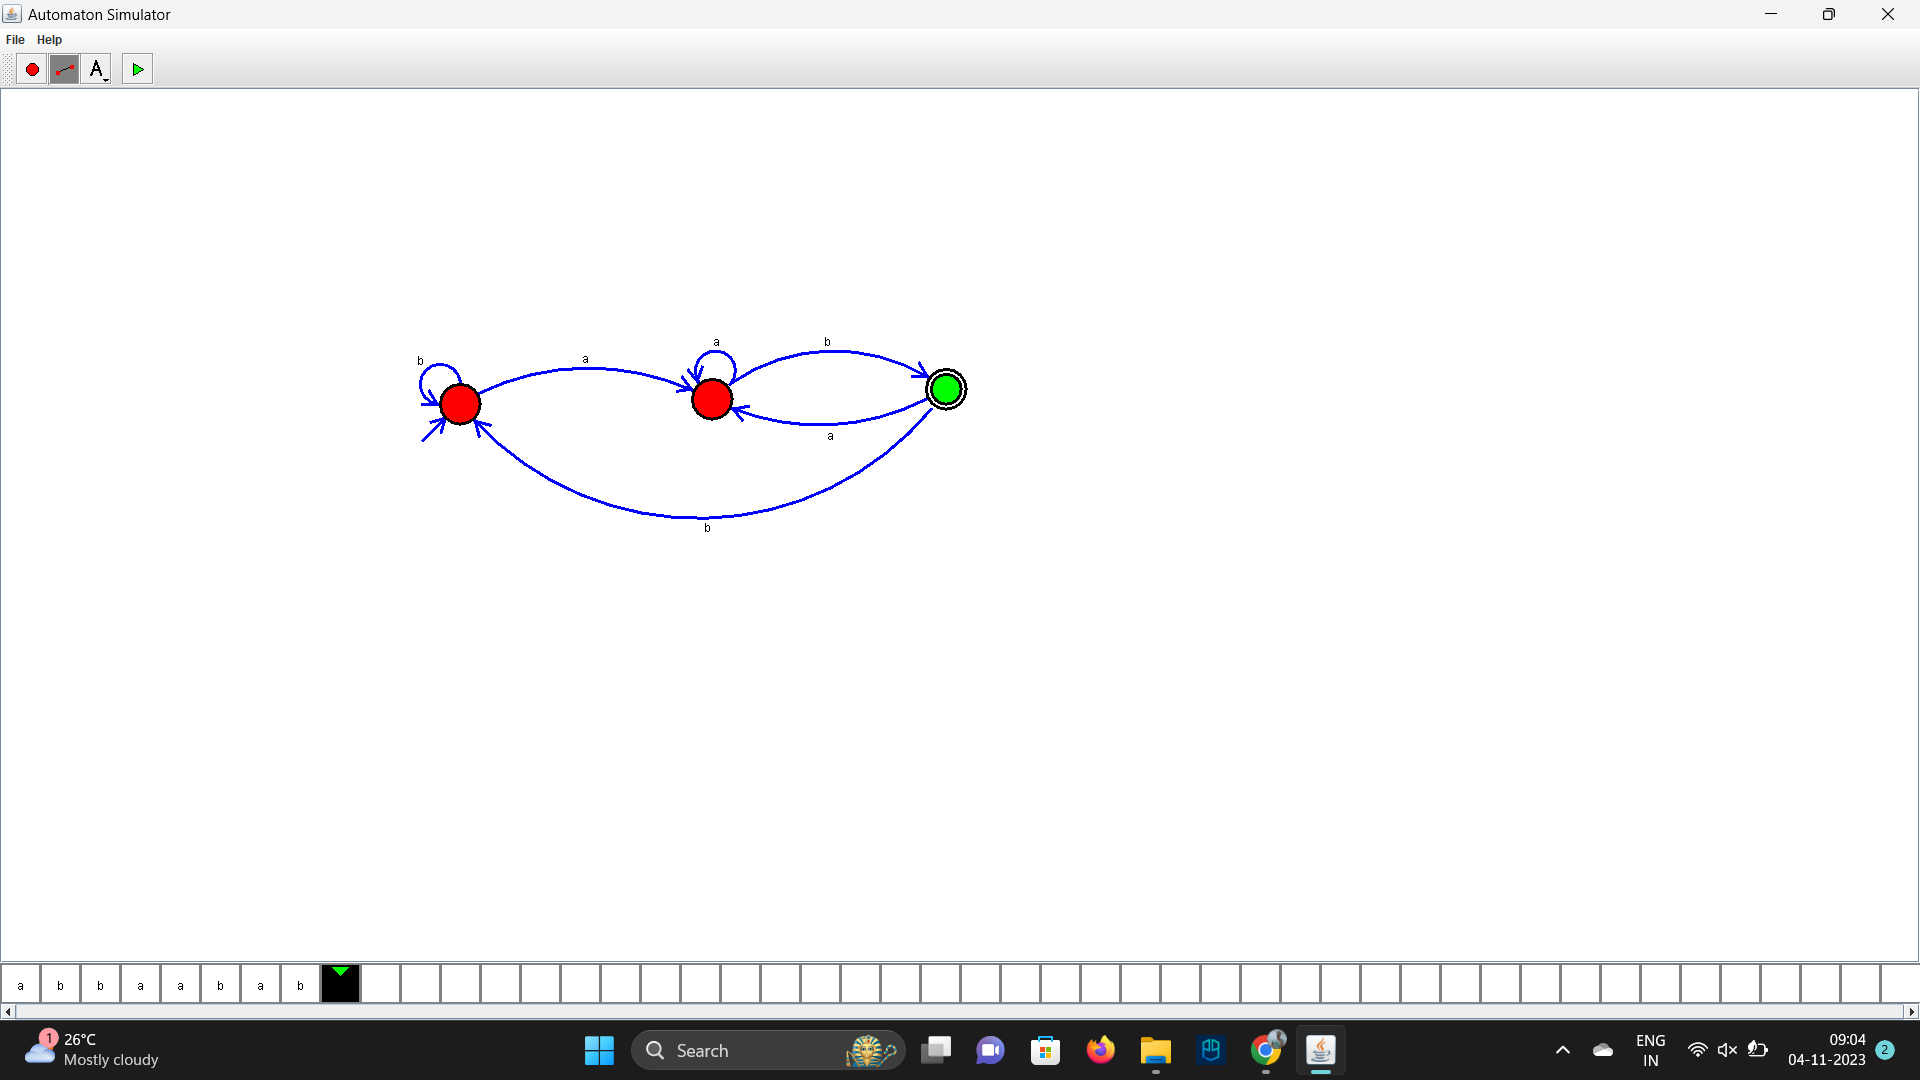 Automaton Simulator
File Help
A
b
a
a
b
a
b
a b b a a b a b
1
26°C
Mostly cloudy
Search
ENG
IN
09:04
04-11-2023
2